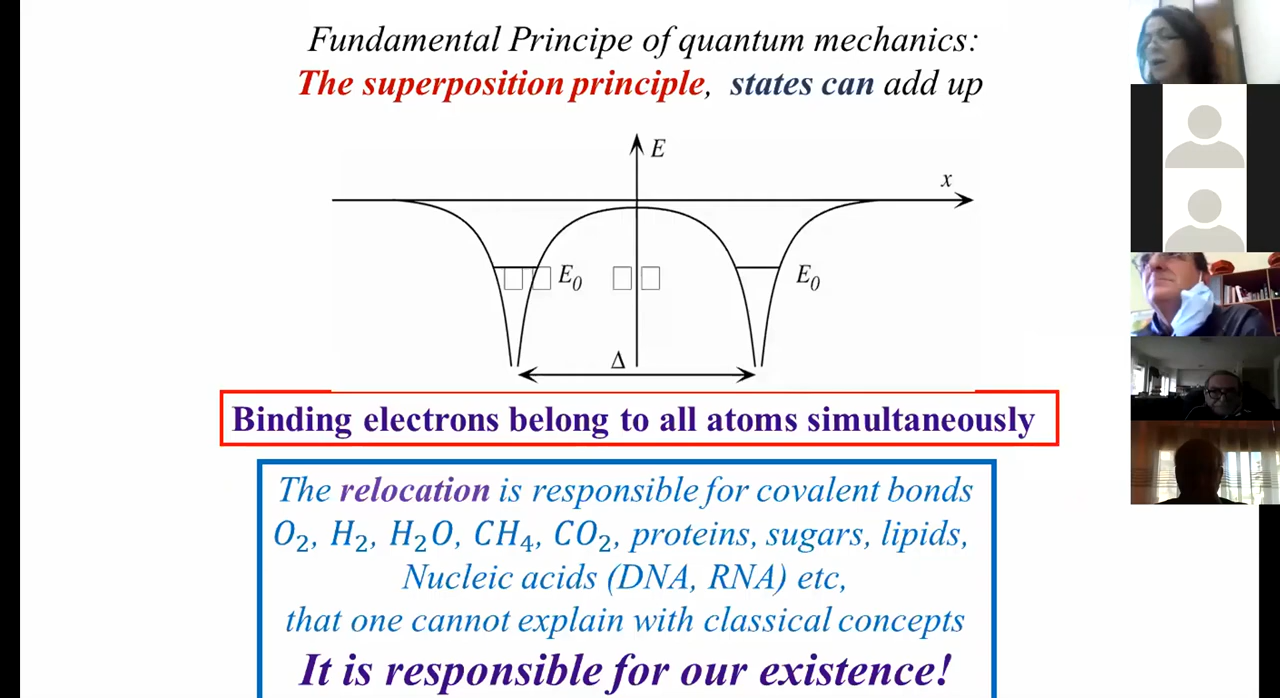 Fundamental Principe of quantum mechanics:
The superposition principle, states can add up
E
x
E₀
E₀
Δ
Binding electrons belong to all atoms simultaneously
The relocation is responsible for covalent bonds
O₂, H₂, H₂O, CH₄, CO₂, proteins, sugars, lipids,
Nucleic acids (DNA, RNA) etc,
that one cannot explain with classical concepts
It is responsible for our existence!